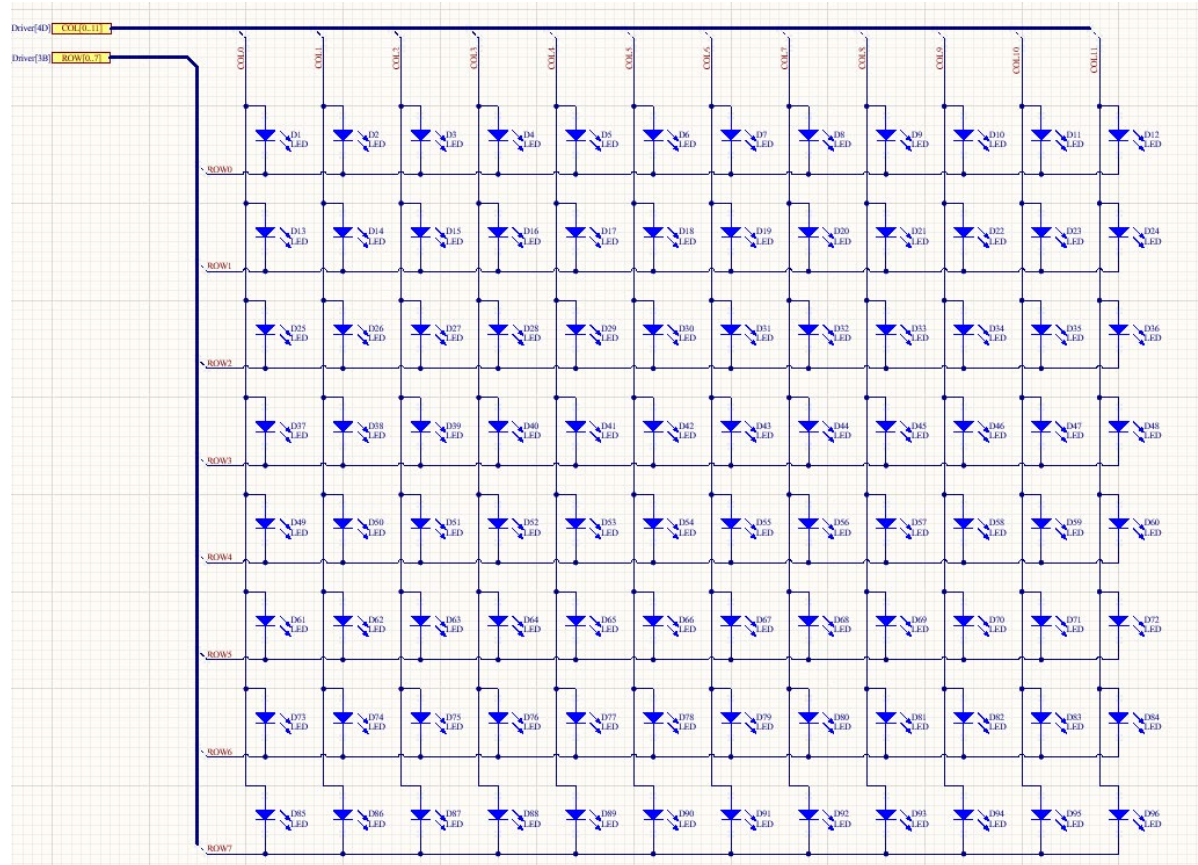 Driver[4D] COL[0..11]
Driver[3B] ROW[0..7]
COL0 COL1 COL2 COL3 COL4 COL5 COL6 COL7 COL8 COL9 COL10 COL11
D1 D2 D3 D4 D5 D6 D7 D8 D9 D10 D11 D12
LED LED LED LED LED LED LED LED LED LED LED LED
ROW0
D13 D14 D15 D16 D17 D18 D19 D20 D21 D22 D23 D24
LED LED LED LED LED LED LED LED LED LED LED LED
ROW1
D25 D26 D27 D28 D29 D30 D31 D32 D33 D34 D35 D36
LED LED LED LED LED LED LED LED LED LED LED LED
ROW2
D37 D38 D39 D40 D41 D42 D43 D44 D45 D46 D47 D48
LED LED LED LED LED LED LED LED LED LED LED LED
ROW3
D49 D50 D51 D52 D53 D54 D55 D56 D57 D58 D59 D60
LED LED LED LED LED LED LED LED LED LED LED LED
ROW4
D61 D62 D63 D64 D65 D66 D67 D68 D69 D70 D71 D72
LED LED LED LED LED LED LED LED LED LED LED LED
ROW5
D73 D74 D75 D76 D77 D78 D79 D80 D81 D82 D83 D84
LED LED LED LED LED LED LED LED LED LED LED LED
ROW6
D85 D86 D87 D88 D89 D90 D91 D92 D93 D94 D95 D96
LED LED LED LED LED LED LED LED LED LED LED LED
ROW7